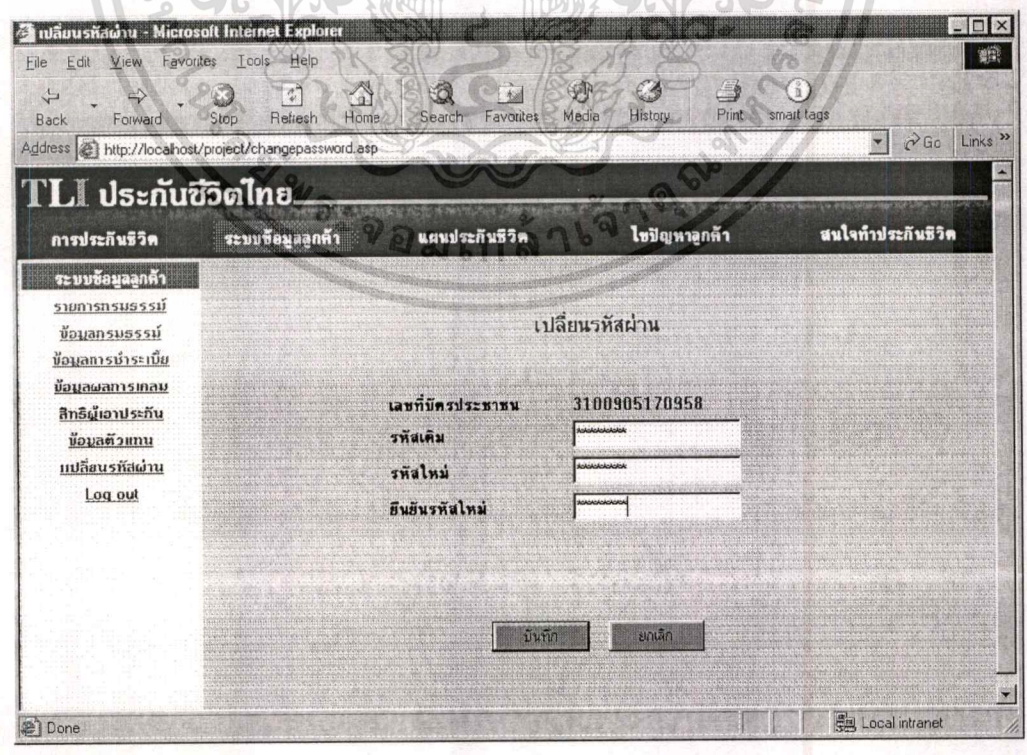 เปลี่ยนรหัสผ่าน - Microsoft Internet Explorer
File Edit View Favorites Tools Help
Back Forward Stop Refresh Home Search Favorites Media History Print smart tags
Address http://localhost/project/changepassword.asp Go Links »
TLI ประกันชีวิตไทย
การประกันชีวิต ระบบข้อมูลลูกค้า แผนประกันชีวิต ไขปัญหาลูกค้า สนใจทำประกันชีวิต
ระบบข้อมูลลูกค้า
รายการกรมธรรม์
ข้อมูลกรมธรรม์
ข้อมูลการชำระเบี้ย
ข้อมูลผลการเคลม
สิทธิผู้เอาประกัน
ข้อมูลตัวแทน
เปลี่ยนรหัสผ่าน
Log out
เปลี่ยนรหัสผ่าน
เลขที่บัตรประชาชน 3100905170958
รหัสเดิม
รหัสใหม่
ยืนยันรหัสใหม่
บันทึก ยกเลิก
Done Local intranet